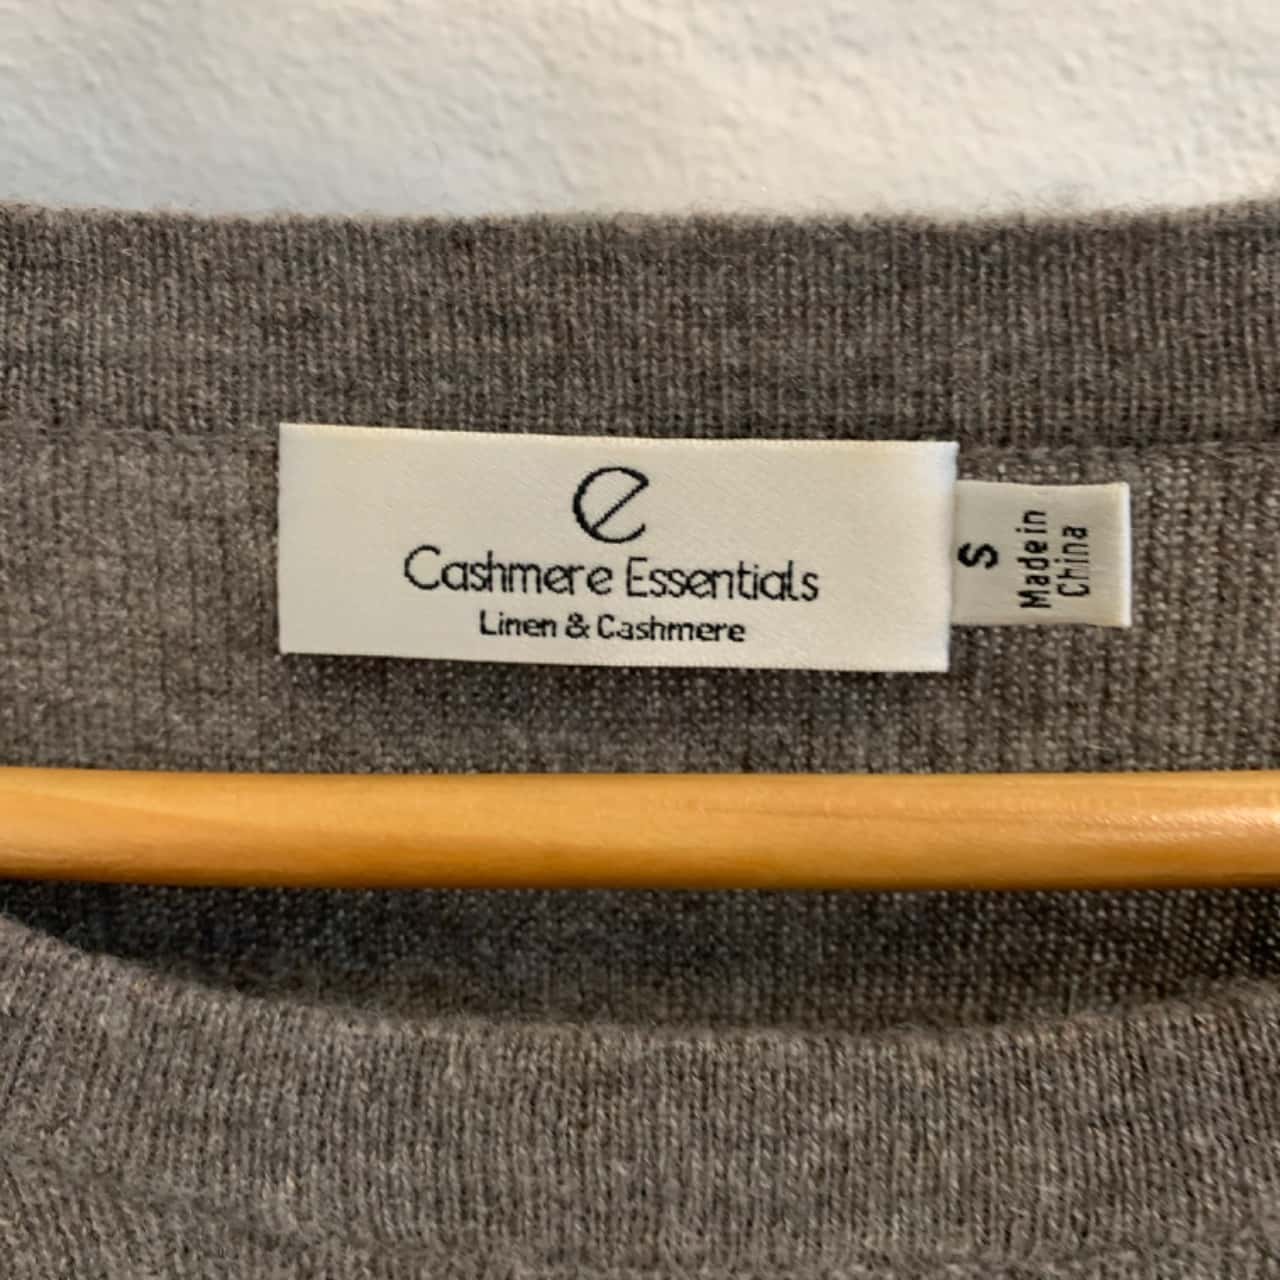 e
Cashmere Essentials
Linen & Cashmere
S
Made in
China